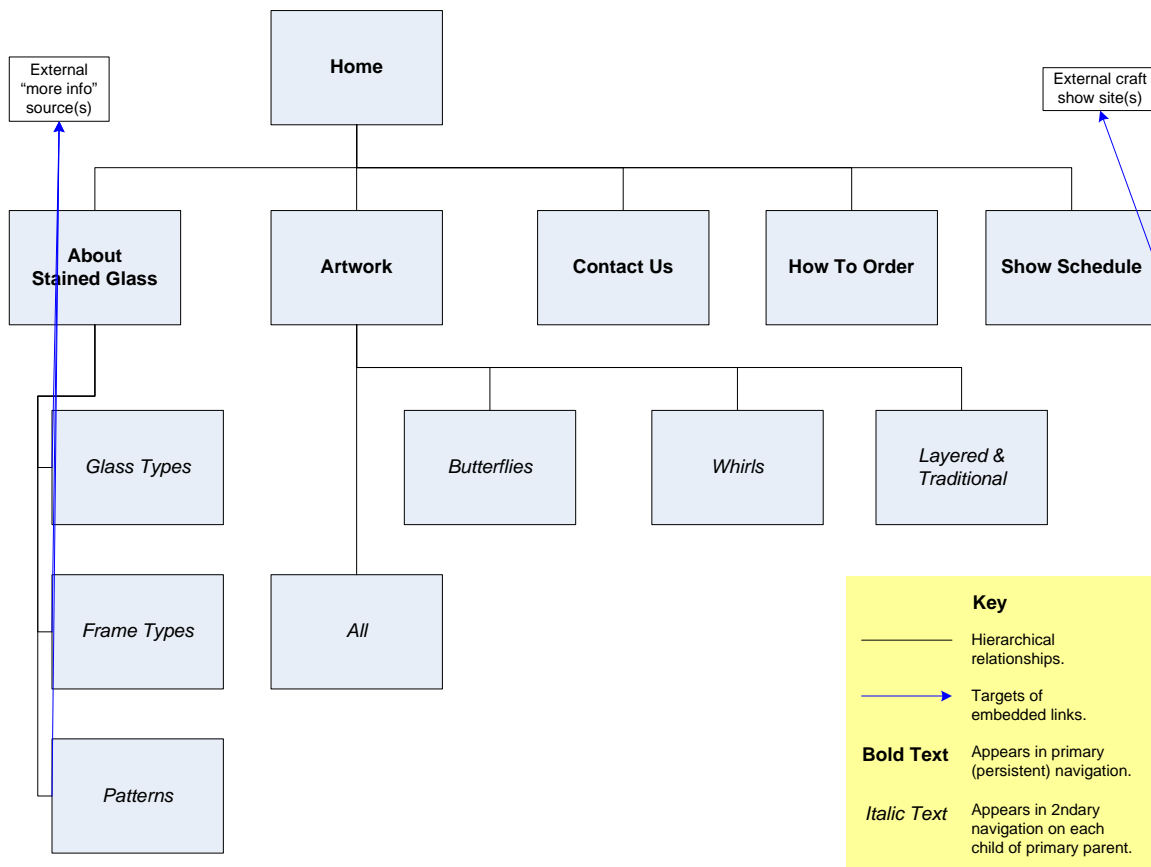 Home
External
“more info”
source(s)
External craft
show site(s)
About
Stained Glass
Artwork
Contact Us
How To Order
Show Schedule
Glass Types
Butterflies
Whirls
Layered &
Traditional
Frame Types
All
Patterns
Key
Hierarchical
relationships.
Targets of
embedded links.
Bold Text
Appears in primary
(persistent) navigation.
Italic Text
Appears in 2ndary
navigation on each
child of primary parent.